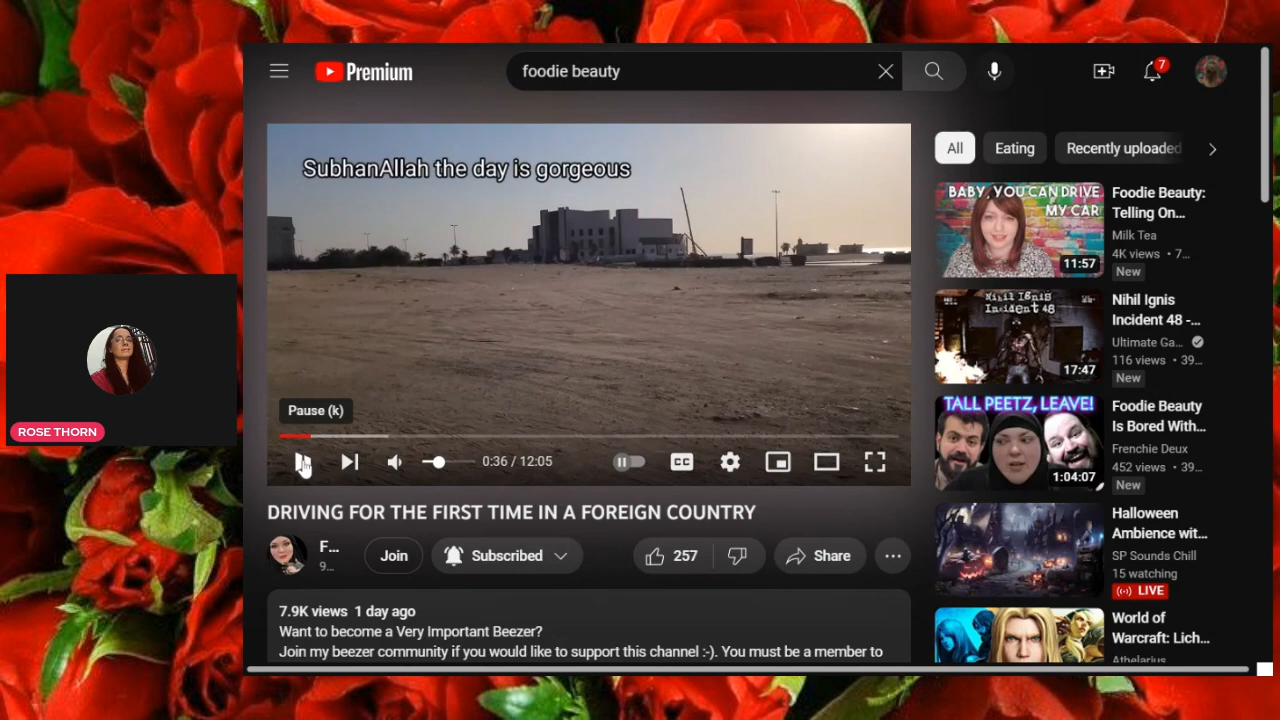 Premium
foodie beauty
7
SubhanAllah the day is gorgeous
Pause (k)
0:36 / 12:05
CC
DRIVING FOR THE FIRST TIME IN A FOREIGN COUNTRY
F...
9...
Join
Subscribed
257
Share
7.9K views 1 day ago
Want to become a Very Important Beezer?
Join my beezer community if you would like to support this channel :-). You must be a member to
ROSE THORN
All
Eating
Recently uploaded
BABY, YOU CAN DRIVE
MY CAR
11:57
Foodie Beauty:
Telling On...
Milk Tea
4K views • 7...
New
Nihil Ignis
Incident 48
17:47
Nihil Ignis
Incident 48 -...
Ultimate Ga...
116 views • 39...
New
TALL PEETZ, LEAVE!
1:04:07
Foodie Beauty
Is Bored With...
Frenchie Deux
452 views • 39...
New
Halloween
Ambience wit...
SP Sounds Chill
15 watching
LIVE
World of
Warcraft: Lich...
Athelarius